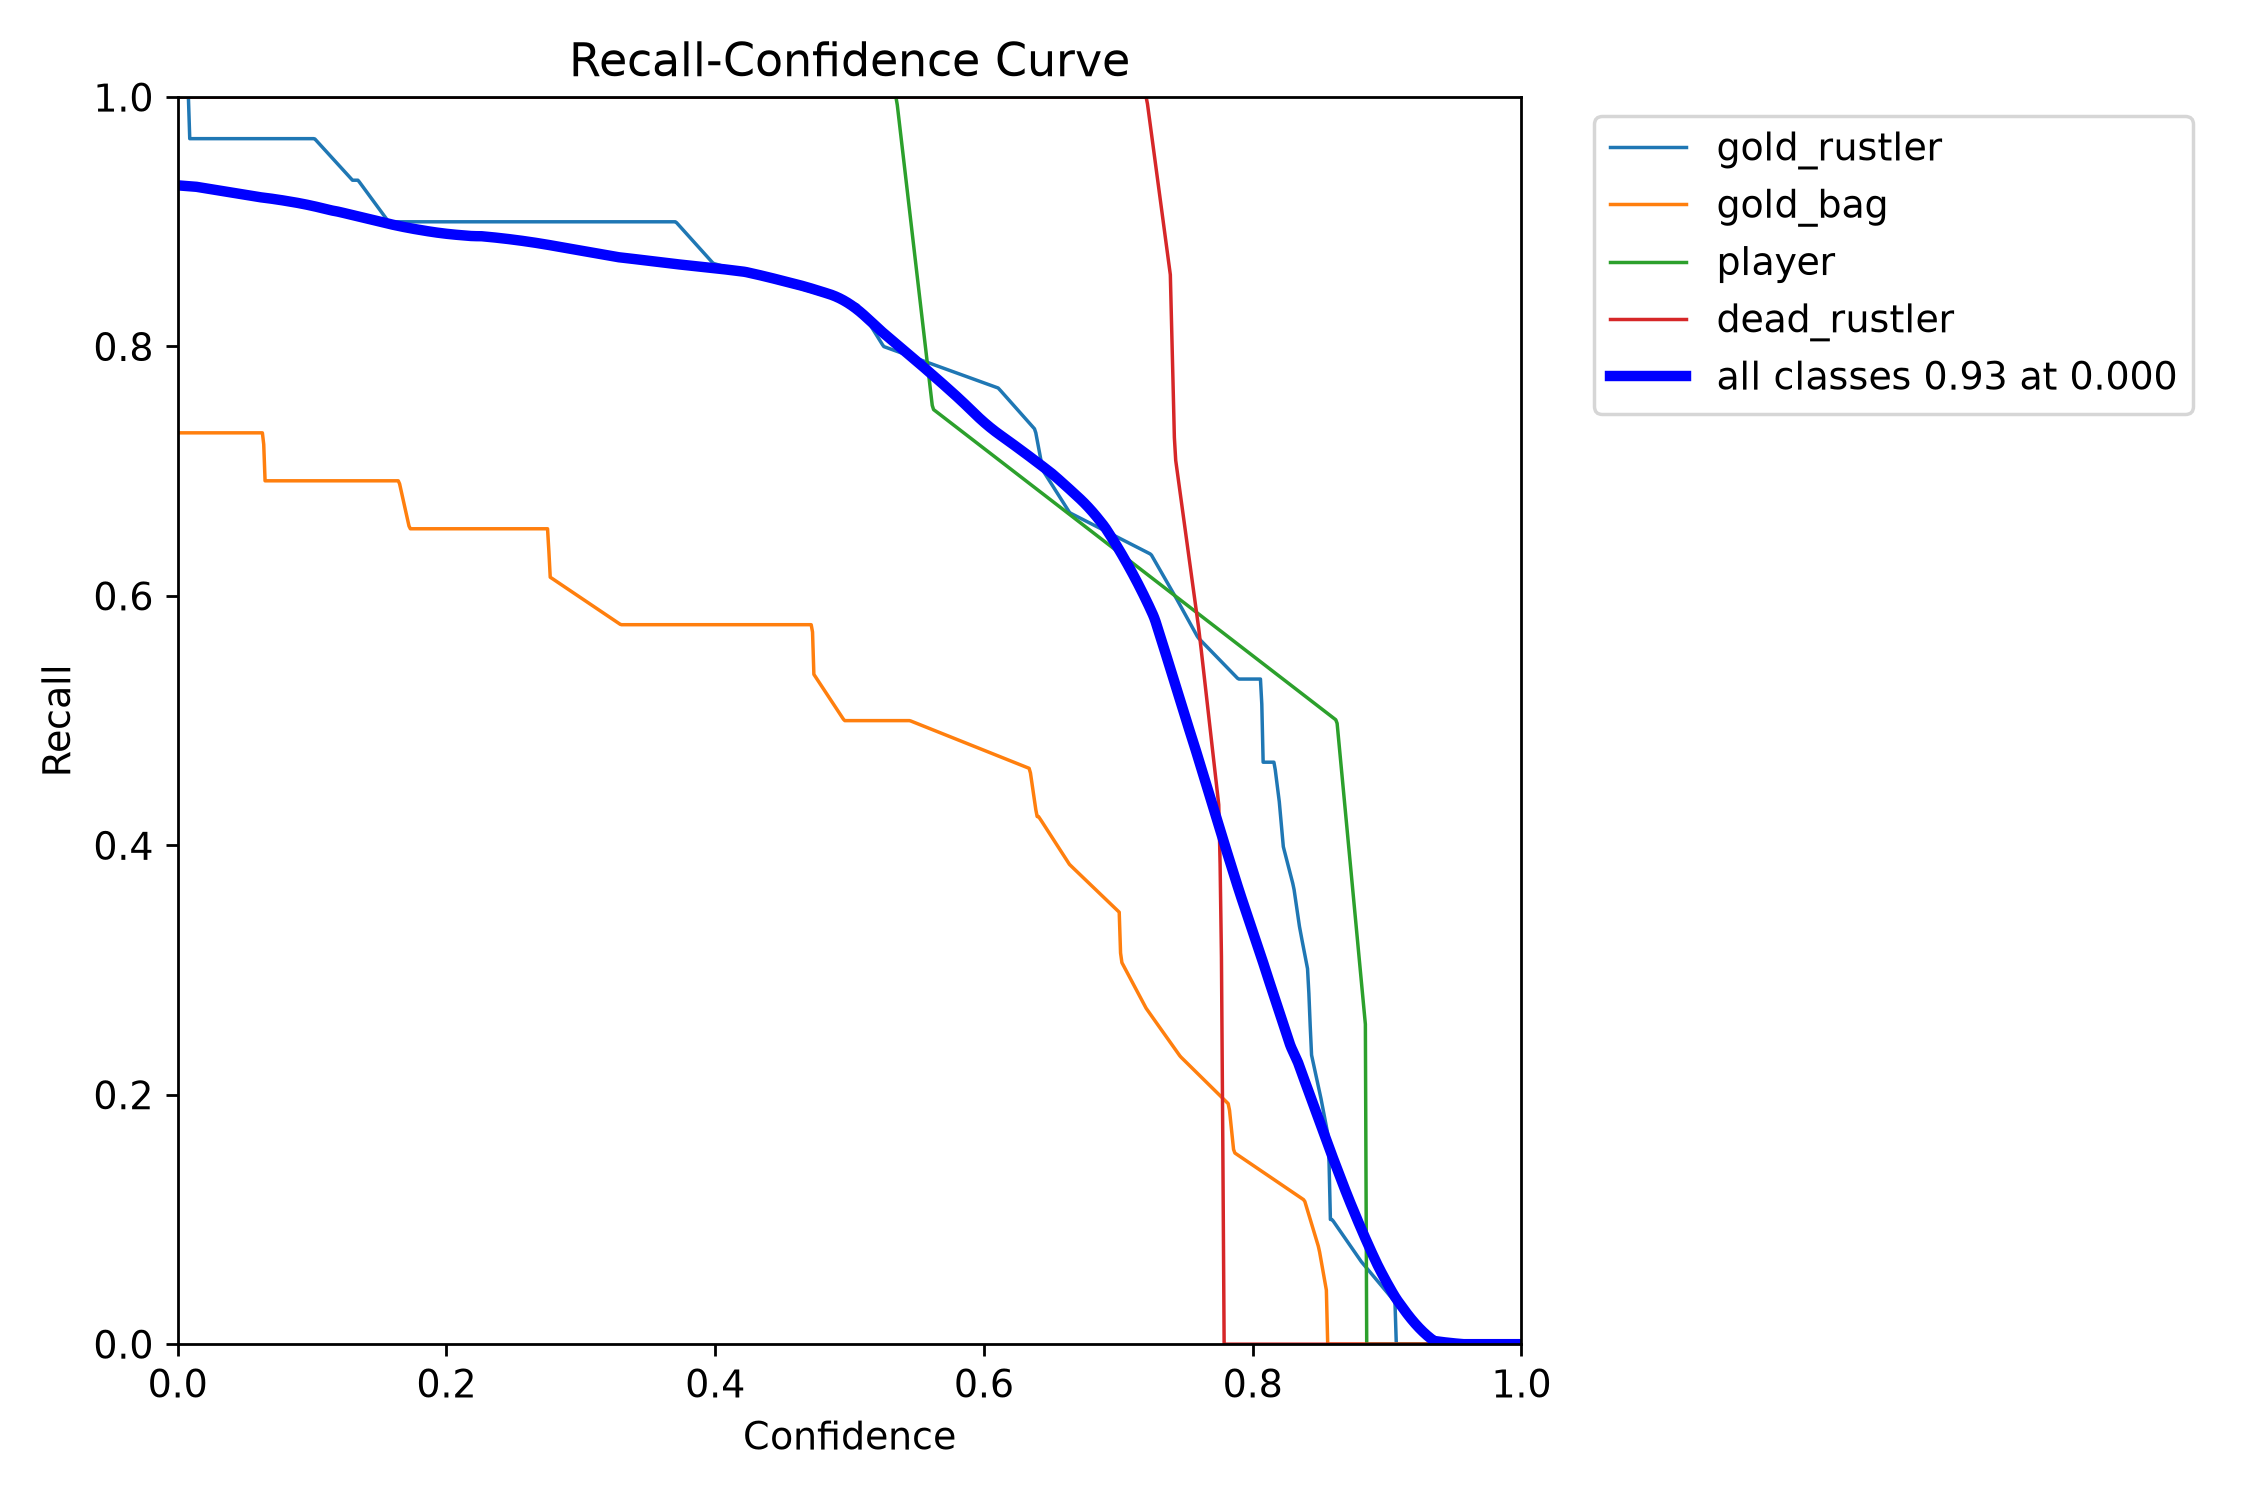 Recall-Confidence Curve
1.0
0.8
0.6
0.4
0.2
0.0
Recall
0.0 0.2 0.4 0.6 0.8 1.0
Confidence
gold_rustler
gold_bag
player
dead_rustler
all classes 0.93 at 0.000